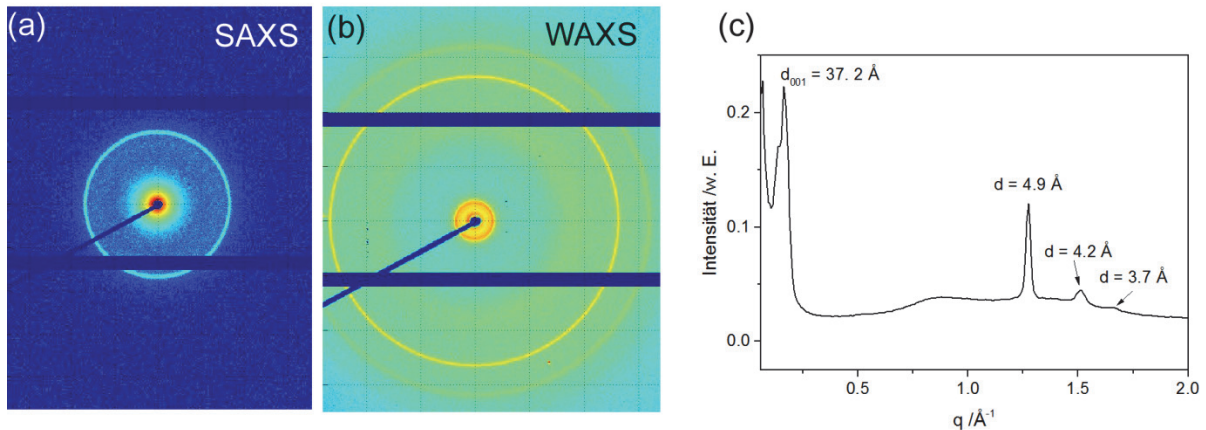 (a) SAXS
(b) WAXS
(c)
d001 = 37. 2 Å
d = 4.9 Å
d = 4.2 Å
d = 3.7 Å
Intensität /w. E.
0.2
0.1
0.0
0.5 1.0 1.5 2.0
q /Å-1